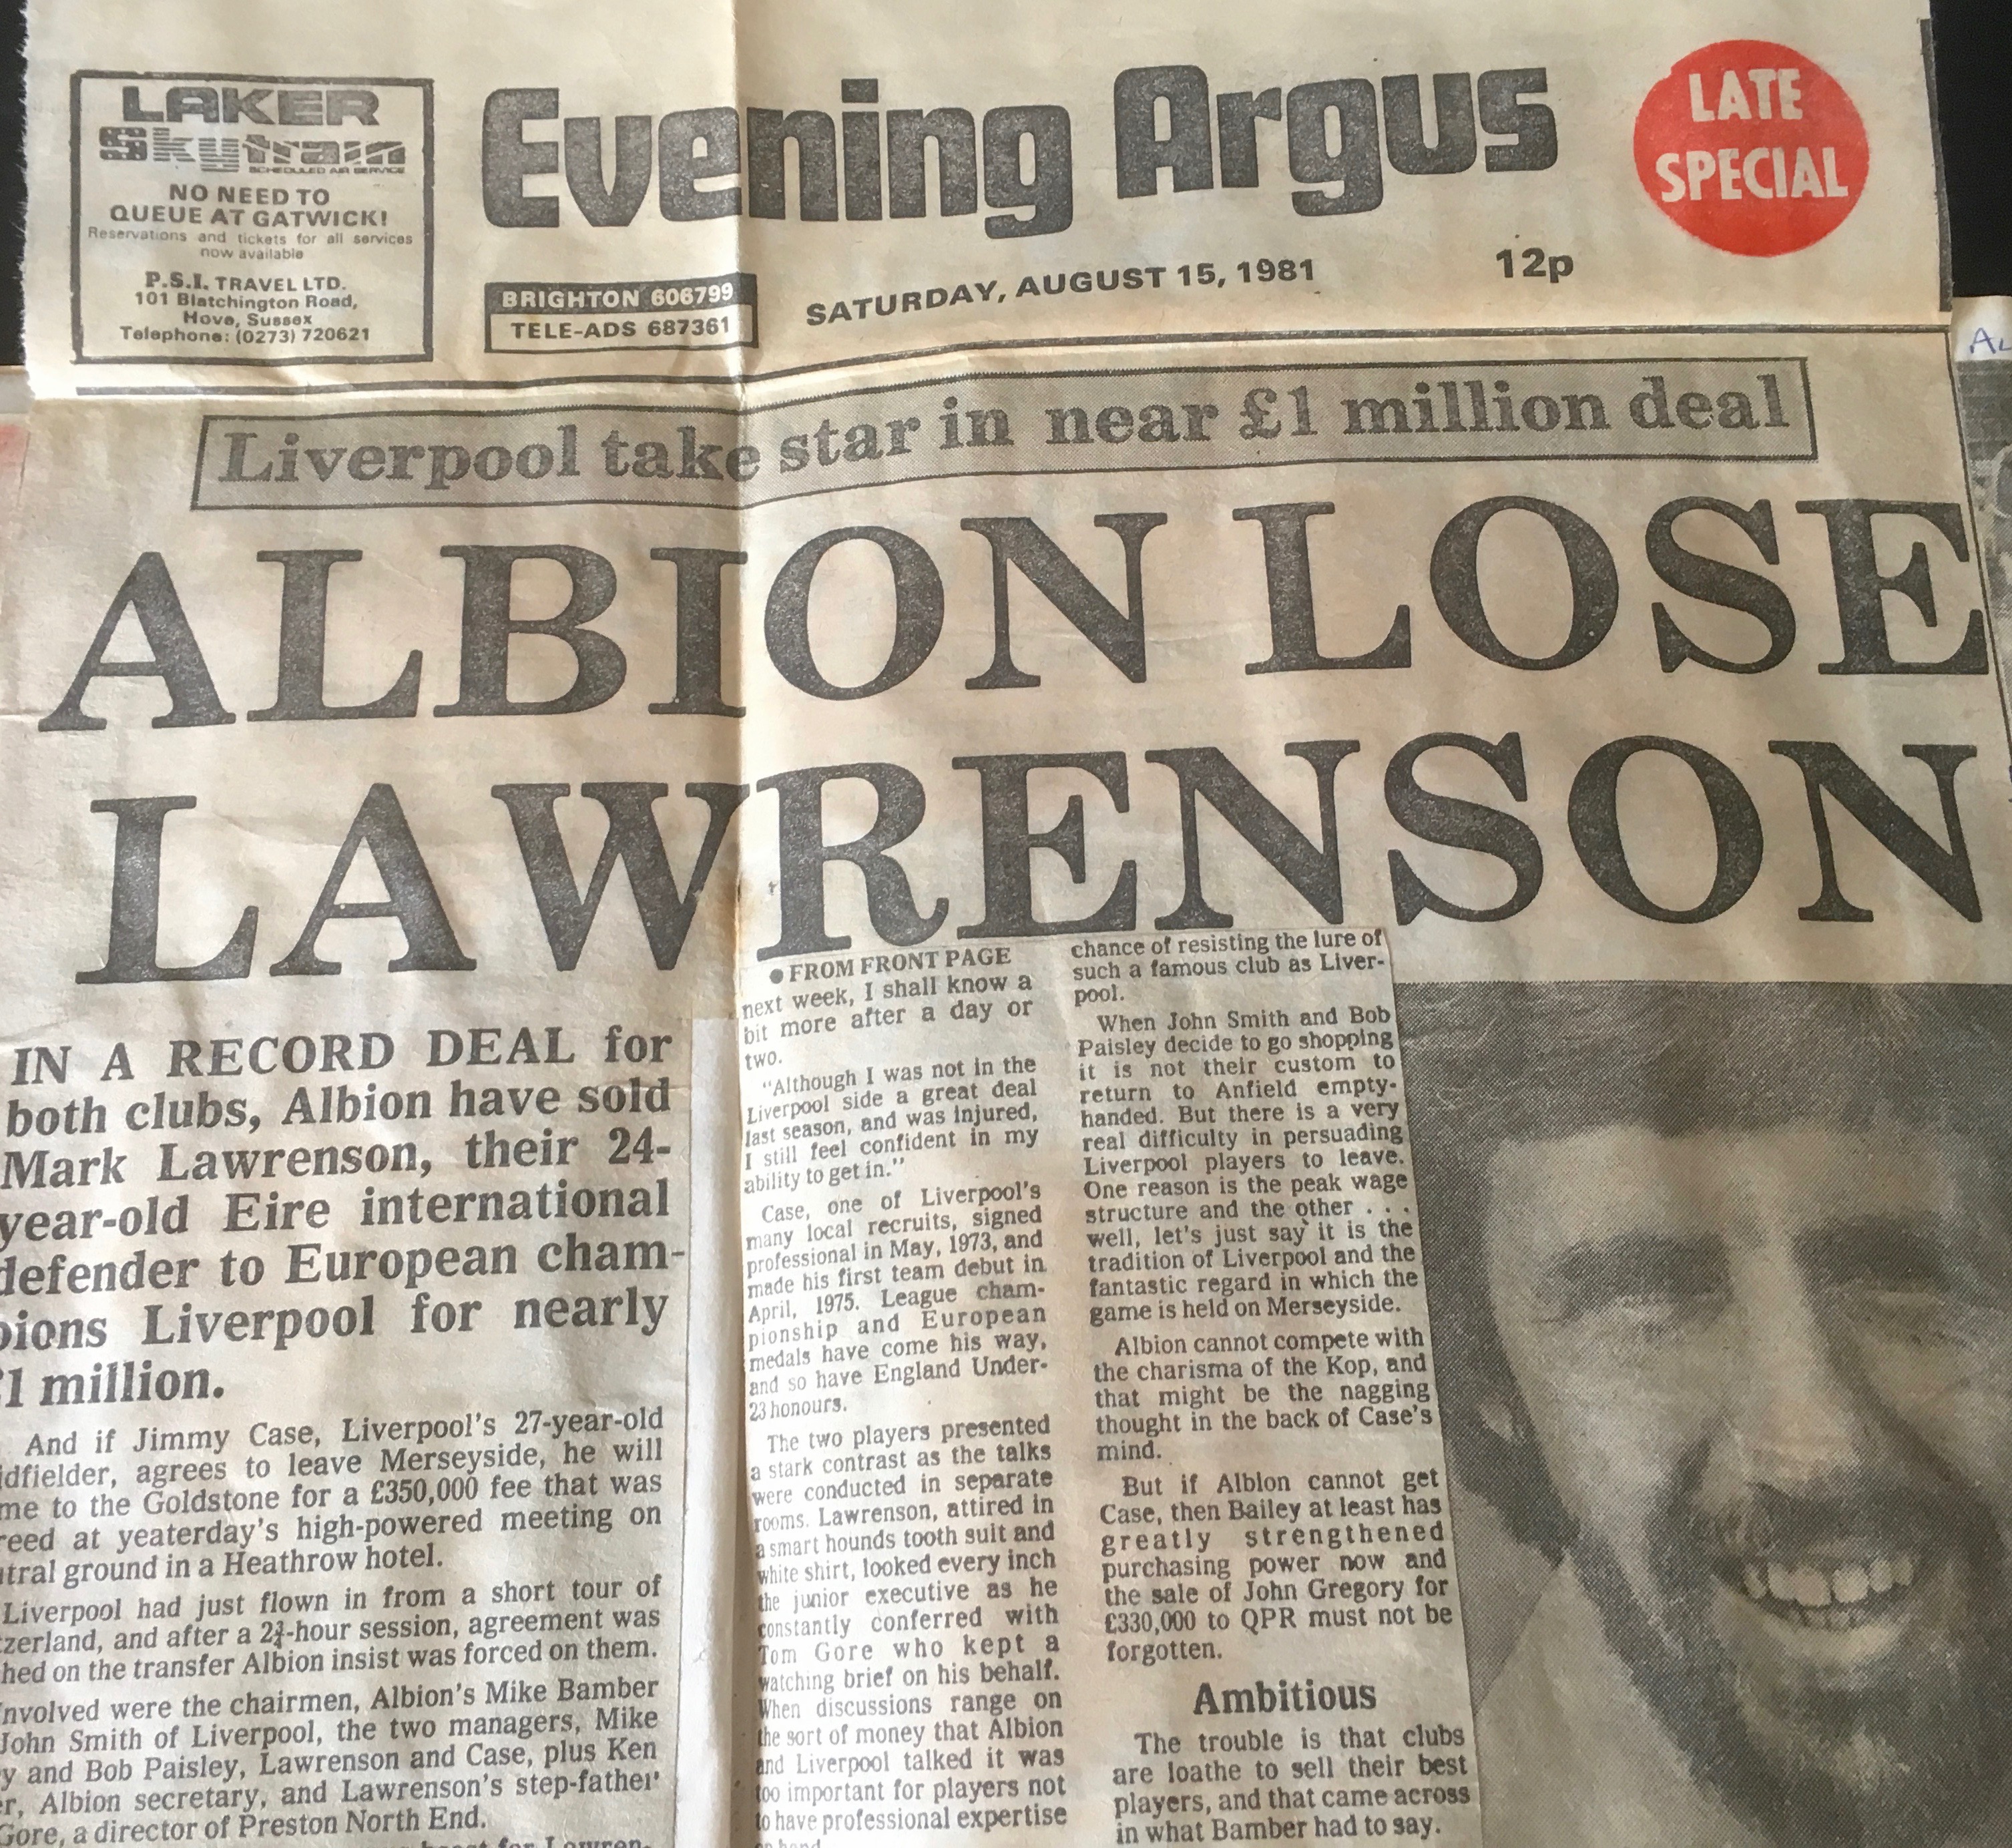 LAKER
Skytrain
SCHEDULED AIR SERVICE
NO NEED TO
QUEUE AT GATWICK!
Reservations and tickets for all services
now available
P.S.I. TRAVEL LTD.
101 Blatchington Road,
Hove, Sussex
Telephone: (0273) 720621
Evening Argus
LATE
SPECIAL
BRIGHTON 606799
TELE-ADS 687361
SATURDAY, AUGUST 15, 1981
12p
Liverpool take star in near £1 million deal
ALBION LOSE
LAWRENSON
IN A RECORD DEAL for
both clubs, Albion have sold
Mark Lawrenson, their 24-
year-old Eire international
defender to European cham-
pions Liverpool for nearly
£1 million.
And if Jimmy Case, Liverpool's 27-year-old
idfielder, agrees to leave Merseyside, he will
me to the Goldstone for a £350,000 fee that was
reed at yeaterday's high-powered meeting on
utral ground in a Heathrow hotel.
Liverpool had just flown in from a short tour of
zerland, and after a 2¾-hour session, agreement was
hed on the transfer Albion insist was forced on them.
nvolved were the chairmen, Albion's Mike Bamber
John Smith of Liverpool, the two managers, Mike
y and Bob Paisley, Lawrenson and Case, plus Ken
r, Albion secretary, and Lawrenson's step-father
Gore, a director of Preston North End.
● FROM FRONT PAGE
next week, I shall know a
bit more after a day or
two.
"Although I was not in the
Liverpool side a great deal
last season, and was injured,
I still feel confident in my
ability to get in."
Case, one of Liverpool's
many local recruits, signed
professional in May, 1973, and
made his first team debut in
April, 1975. League cham-
pionship and European
medals have come his way,
and so have England Under-
23 honours.
The two players presented
a stark contrast as the talks
were conducted in separate
rooms. Lawrenson, attired in
a smart hounds tooth suit and
white shirt, looked every inch
the junior executive as he
constantly conferred with
Tom Gore who kept a
watching brief on his behalf.
When discussions range on
the sort of money that Albion
and Liverpool talked it was
too important for players not
to have professional expertise
on hand.
chance of resisting the lure of
such a famous club as Liver-
pool.
When John Smith and Bob
Paisley decide to go shopping
it is not their custom to
return to Anfield empty-
handed. But there is a very
real difficulty in persuading
Liverpool players to leave.
One reason is the peak wage
structure and the other . . .
well, let's just say it is the
tradition of Liverpool and the
fantastic regard in which the
game is held on Merseyside.
Albion cannot compete with
the charisma of the Kop, and
that might be the nagging
thought in the back of Case's
mind.
But if Albion cannot get
Case, then Bailey at least has
greatly strengthened
purchasing power now and
the sale of John Gregory for
£330,000 to QPR must not be
forgotten.
Ambitious
The trouble is that clubs
are loathe to sell their best
players, and that came across
in what Bamber had to say.